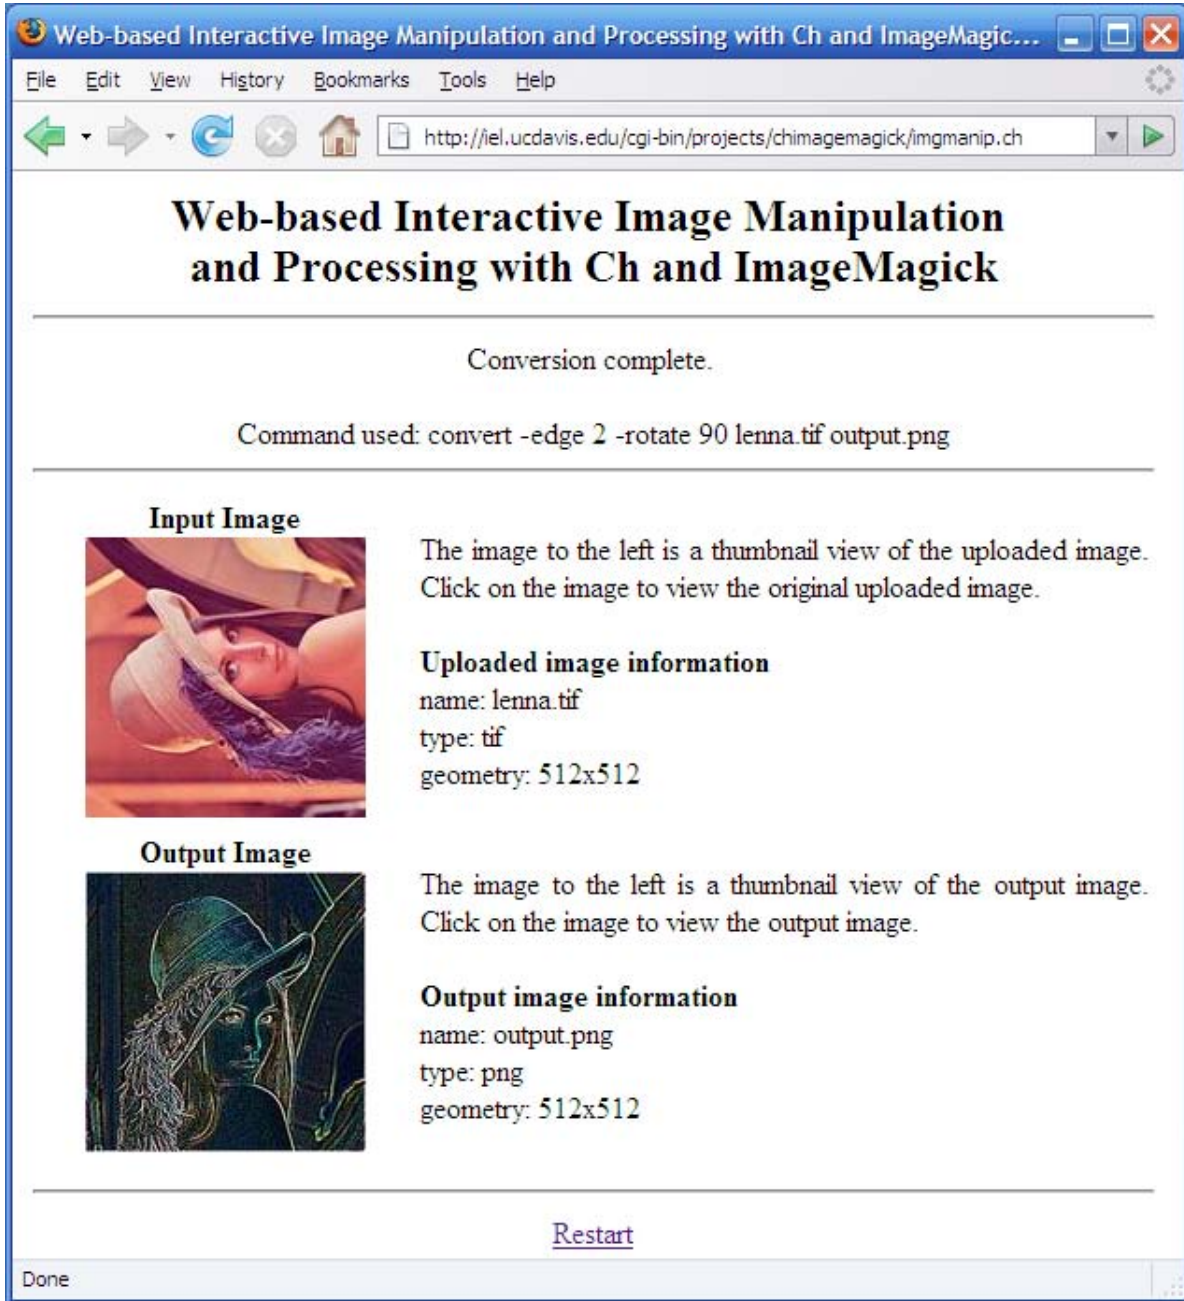 Web-based Interactive Image Manipulation and Processing with Ch and ImageMagic...
File Edit View History Bookmarks Tools Help
http://iel.ucdavis.edu/cgi-bin/projects/chimagemagick/imgmanip.ch
Web-based Interactive Image Manipulation
and Processing with Ch and ImageMagick
Conversion complete.
Command used: convert -edge 2 -rotate 90 lenna.tif output.png
Input Image
The image to the left is a thumbnail view of the uploaded image.
Click on the image to view the original uploaded image.
Uploaded image information
name: lenna.tif
type: tif
geometry: 512x512
Output Image
The image to the left is a thumbnail view of the output image.
Click on the image to view the output image.
Output image information
name: output.png
type: png
geometry: 512x512
Restart
Done